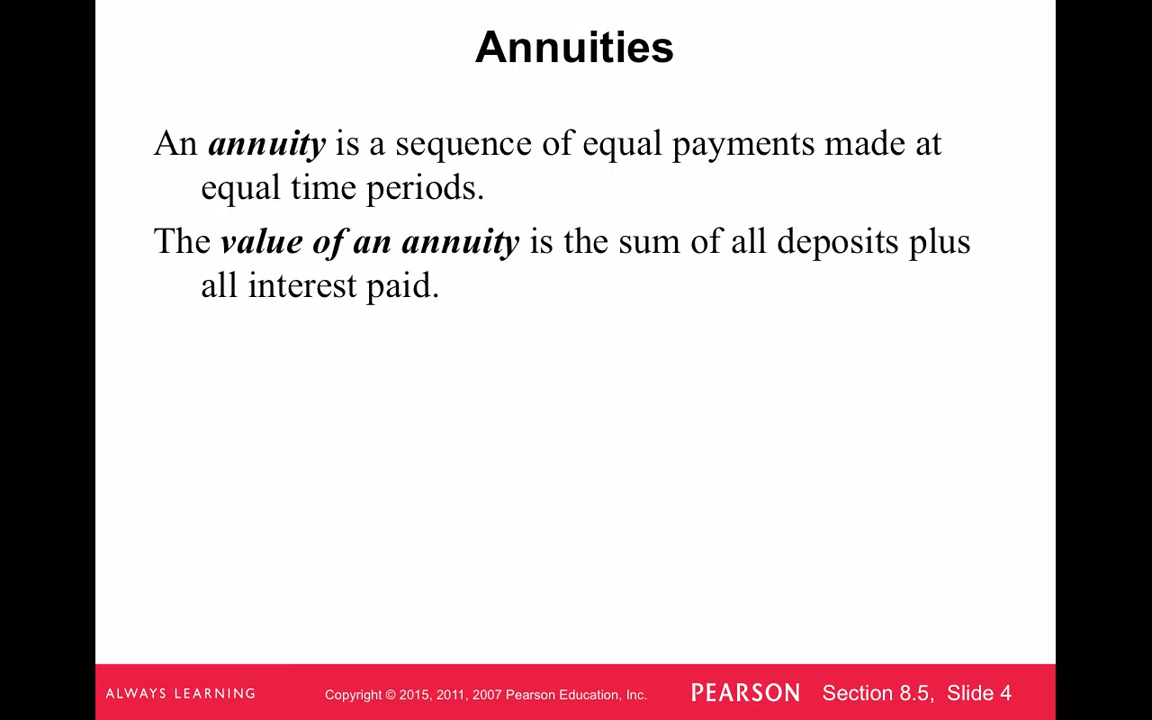 Annuities
An annuity is a sequence of equal payments made at
equal time periods.
The value of an annuity is the sum of all deposits plus
all interest paid.
ALWAYS LEARNING
Copyright © 2015, 2011, 2007 Pearson Education, Inc.
PEARSON
Section 8.5, Slide 4